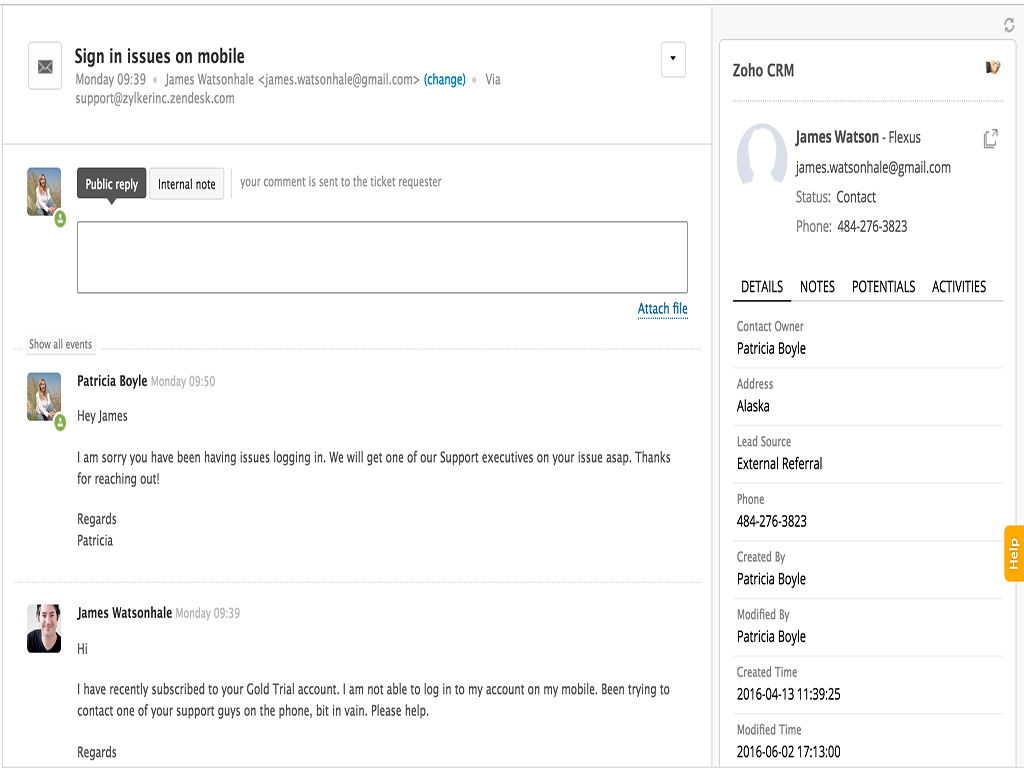 Sign in issues on mobile
Monday 09:39 • James Watsonhale <james.watsonhale@gmail.com> (change) • Via
support@zylkerinc.zendesk.com
Public reply
Internal note
your comment is sent to the ticket requester
Attach file
Show all events
Patricia Boyle Monday 09:50
Hey James
I am sorry you have been having issues logging in. We will get one of our Support executives on your issue asap. Thanks
for reaching out!
Regards
Patricia
James Watsonhale Monday 09:39
Hi
I have recently subscribed to your Gold Trial account. I am not able to log in to my account on my mobile. Been trying to
contact one of your support guys on the phone, bit in vain. Please help.
Regards
Zoho CRM
James Watson - Flexus
james.watsonhale@gmail.com
Status: Contact
Phone: 484-276-3823
DETAILS NOTES POTENTIALS ACTIVITIES
Contact Owner
Patricia Boyle
Address
Alaska
Lead Source
External Referral
Phone
484-276-3823
Created By
Patricia Boyle
Modified By
Patricia Boyle
Created Time
2016-04-13 11:39:25
Modified Time
2016-06-02 17:13:00
Help